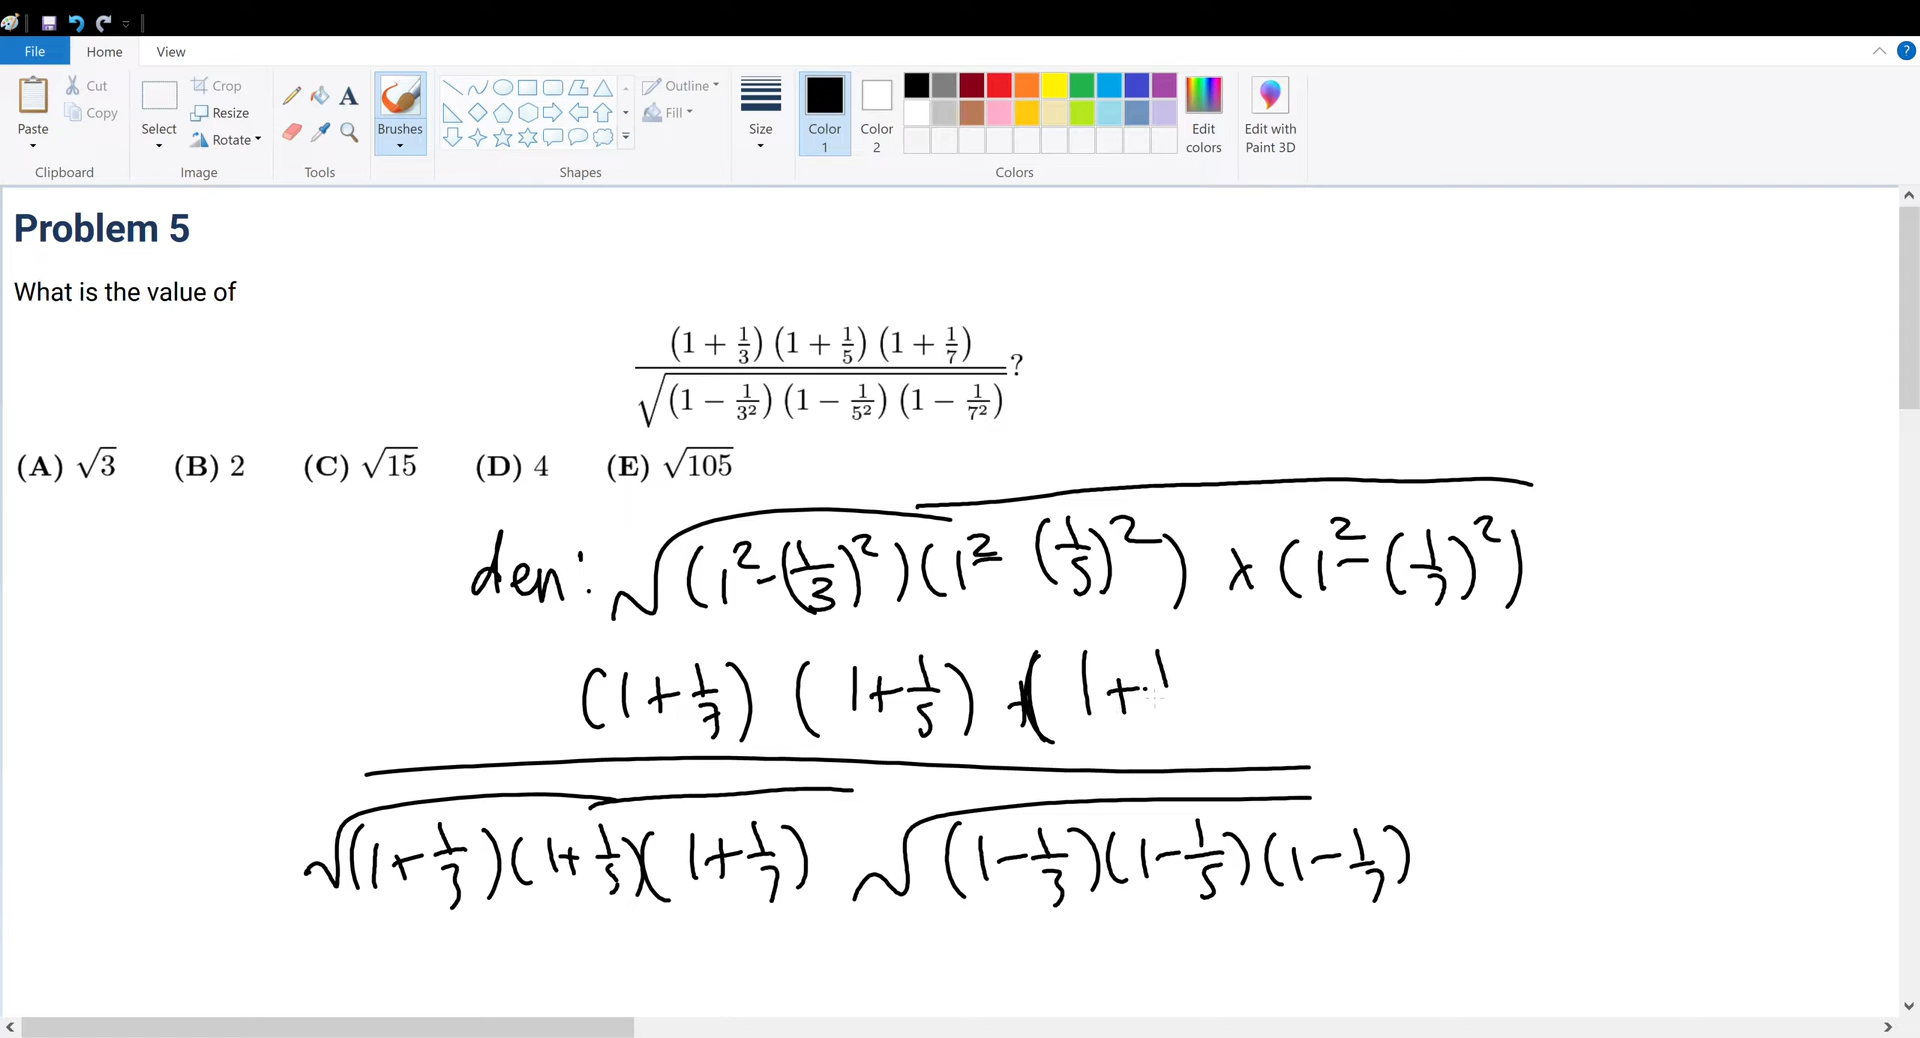 File Home View
Paste Cut Copy Select Crop Resize Rotate A Brushes Outline Fill Size Color 1 Color 2 Edit colors Edit with Paint 3D
Clipboard Image Tools Shapes Colors
Problem 5
What is the value of
(1 + 1/3) (1 + 1/5) (1 + 1/7)
√((1 − 1/3²) (1 − 1/5²) (1 − 1/7²)) ?
(A) √3 (B) 2 (C) √15 (D) 4 (E) √105
den: √((1² - (1/3)²)(1² - (1/5)²) × (1² - (1/7)²))
(1 + 1/7) (1 + 1/5) (1 + 1
√((1 + 1/3)(1 + 1/5)(1 + 1/7)) √((1 - 1/3)(1 - 1/5)(1 - 1/7))